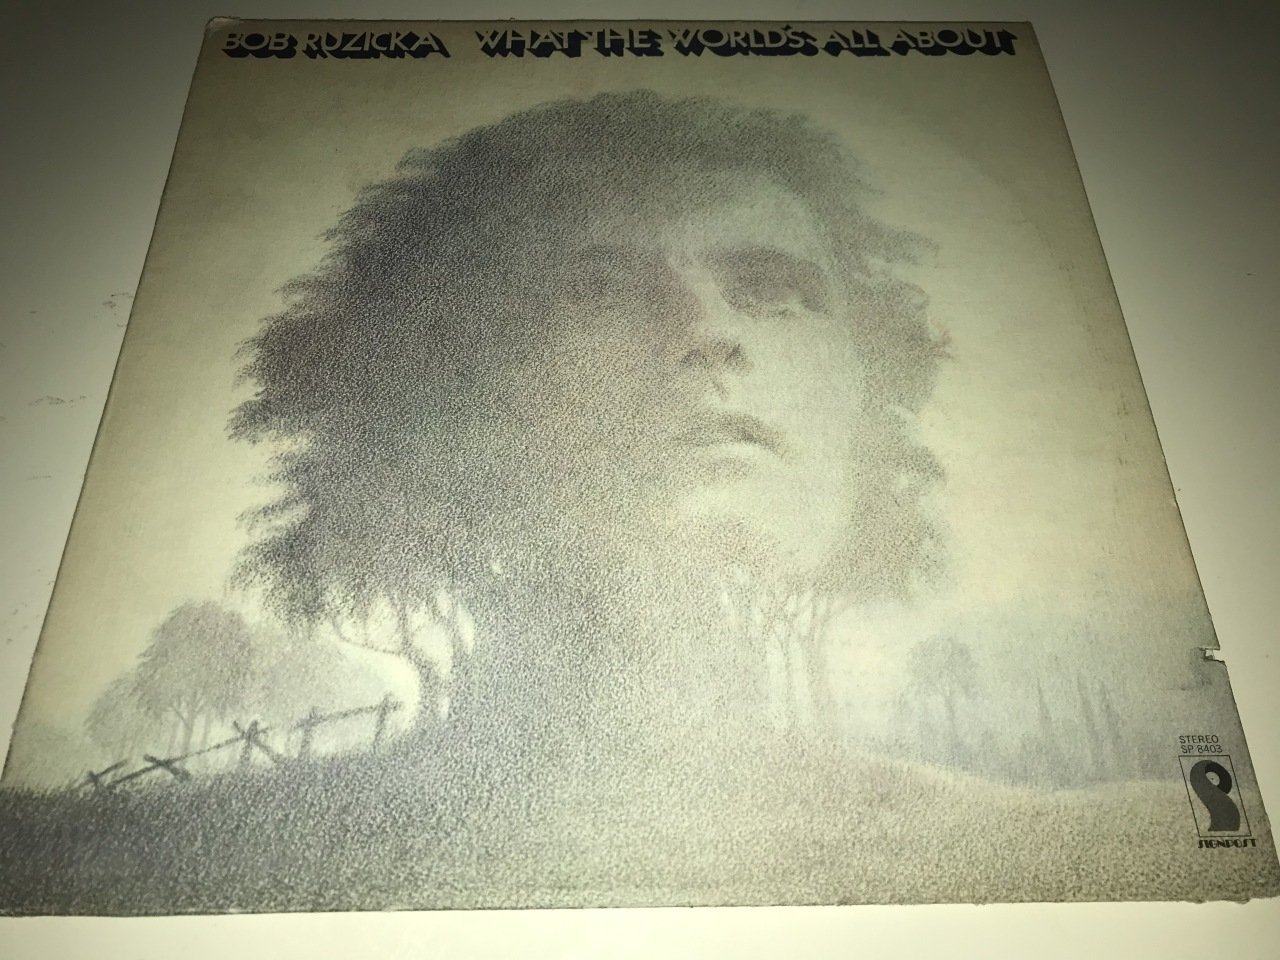 BOB RUZICKA WHAT THE WORLD'S ALL ABOUT
STEREO
SP 8403
SIGNPOST